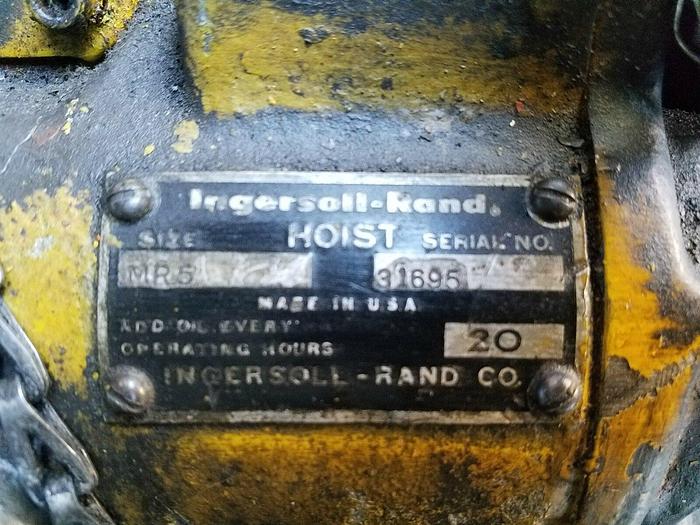 Ingersoll-Rand.
HOIST
SIZE SERIAL NO.
MR5 31695
MADE IN U.S.A
ADD OIL EVERY
OPERATING HOURS 20
INGERSOLL-RAND CO.